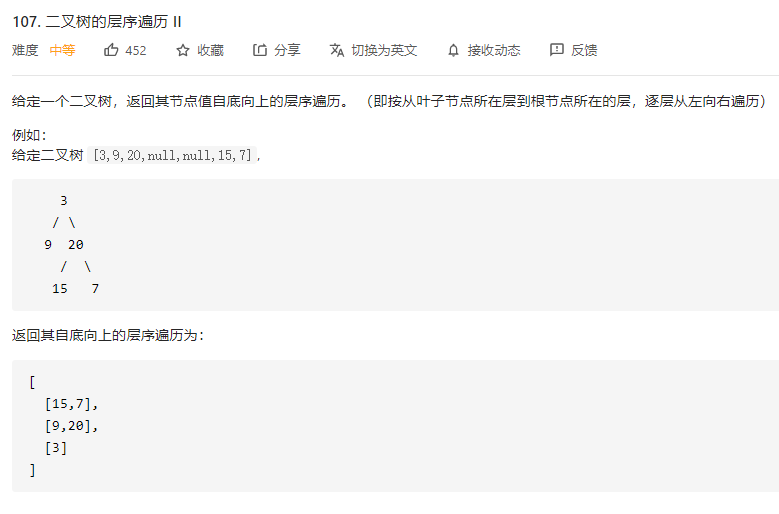 107. 二叉树的层序遍历 II
难度 中等 452 收藏 分享 切换为英文 接收动态 反馈
给定一个二叉树，返回其节点值自底向上的层序遍历。 （即按从叶子节点所在层到根节点所在的层，逐层从左向右遍历）
例如：
给定二叉树 [3,9,20,null,null,15,7],
3
/ \
9 20
/ \
15 7
返回其自底向上的层序遍历为：
[
[15,7],
[9,20],
[3]
]